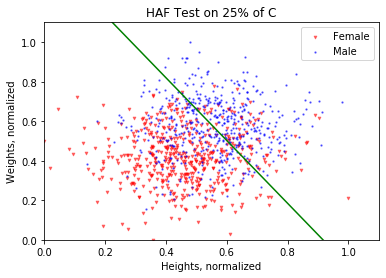 HAF Test on 25% of C
Female
Male
Weights, normalized
1.0
0.8
0.6
0.4
0.2
0.0
0.0 0.2 0.4 0.6 0.8 1.0
Heights, normalized